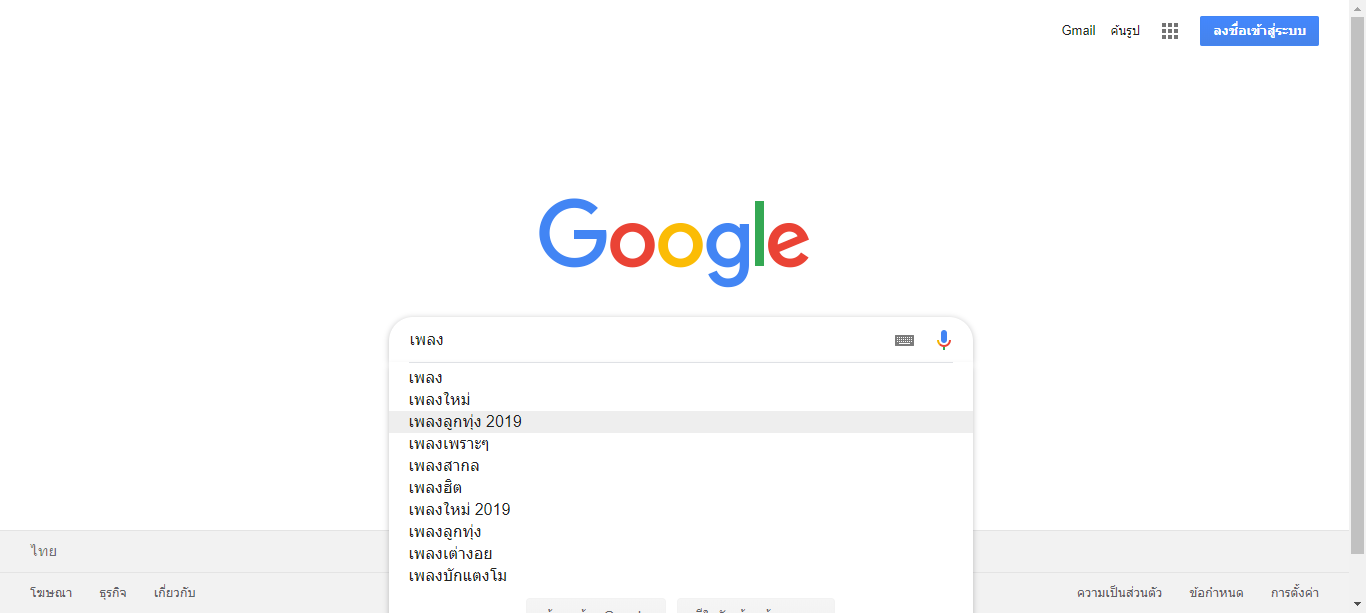 Gmail ค้นรูป ลงชื่อเข้าสู่ระบบ
Google
เพลง
เพลง
เพลงใหม่
เพลงลูกทุ่ง 2019
เพลงเพราะๆ
เพลงสากล
เพลงฮิต
เพลงใหม่ 2019
เพลงลูกทุ่ง
เพลงเต่างอย
เพลงบักแตงโม
ไทย
โฆษณา ธุรกิจ เกี่ยวกับ
ความเป็นส่วนตัว ข้อกำหนด การตั้งค่า